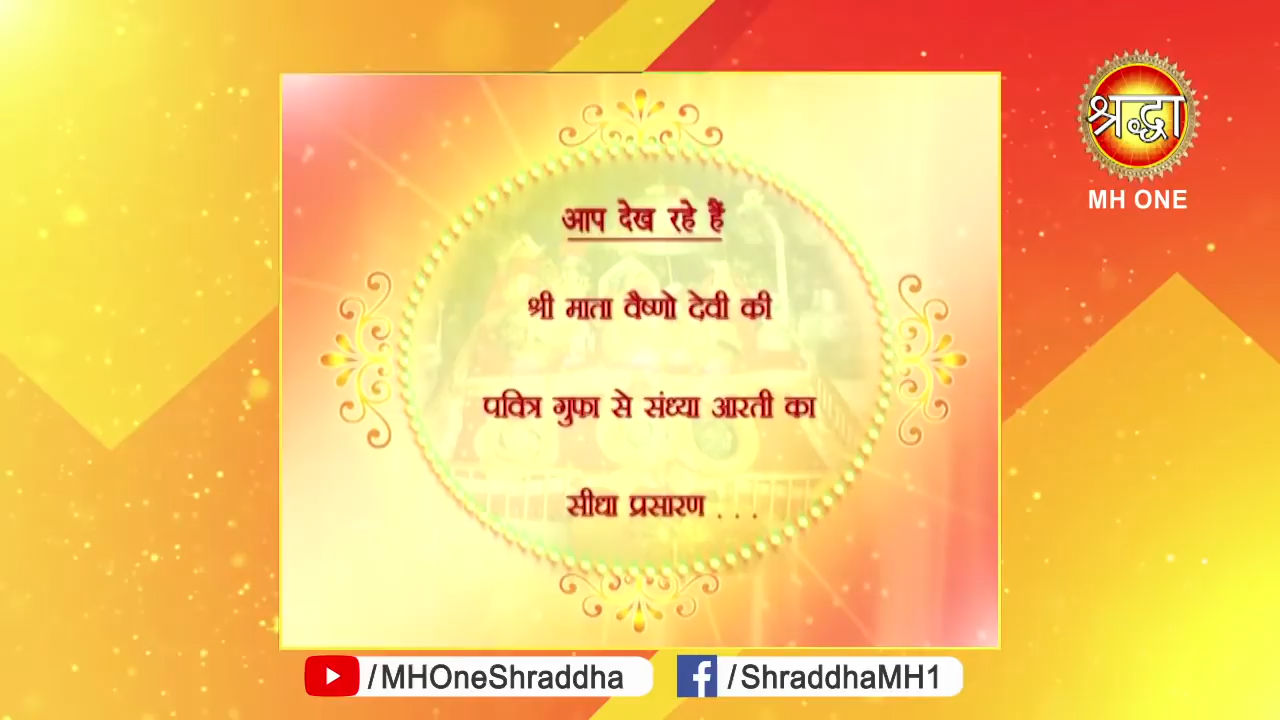 श्रद्धा
MH ONE
आप देख रहे हैं
श्री माता वैष्णो देवी की
पवित्र गुफा से संध्या आरती का
सीधा प्रसारण . . .
/MHOneShraddha
/ShraddhaMH1